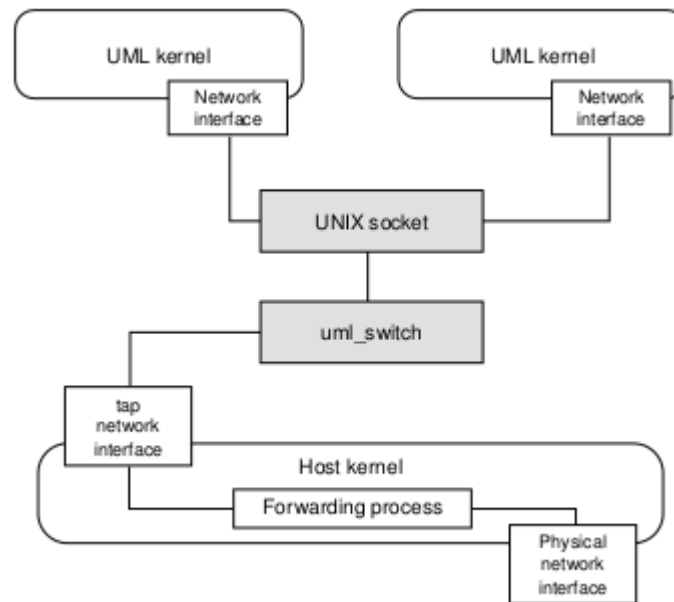 UML kernel
UML kernel
Network
interface
Network
interface
UNIX socket
uml_switch
tap
network
interface
Host kernel
Forwarding process
Physical
network
interface